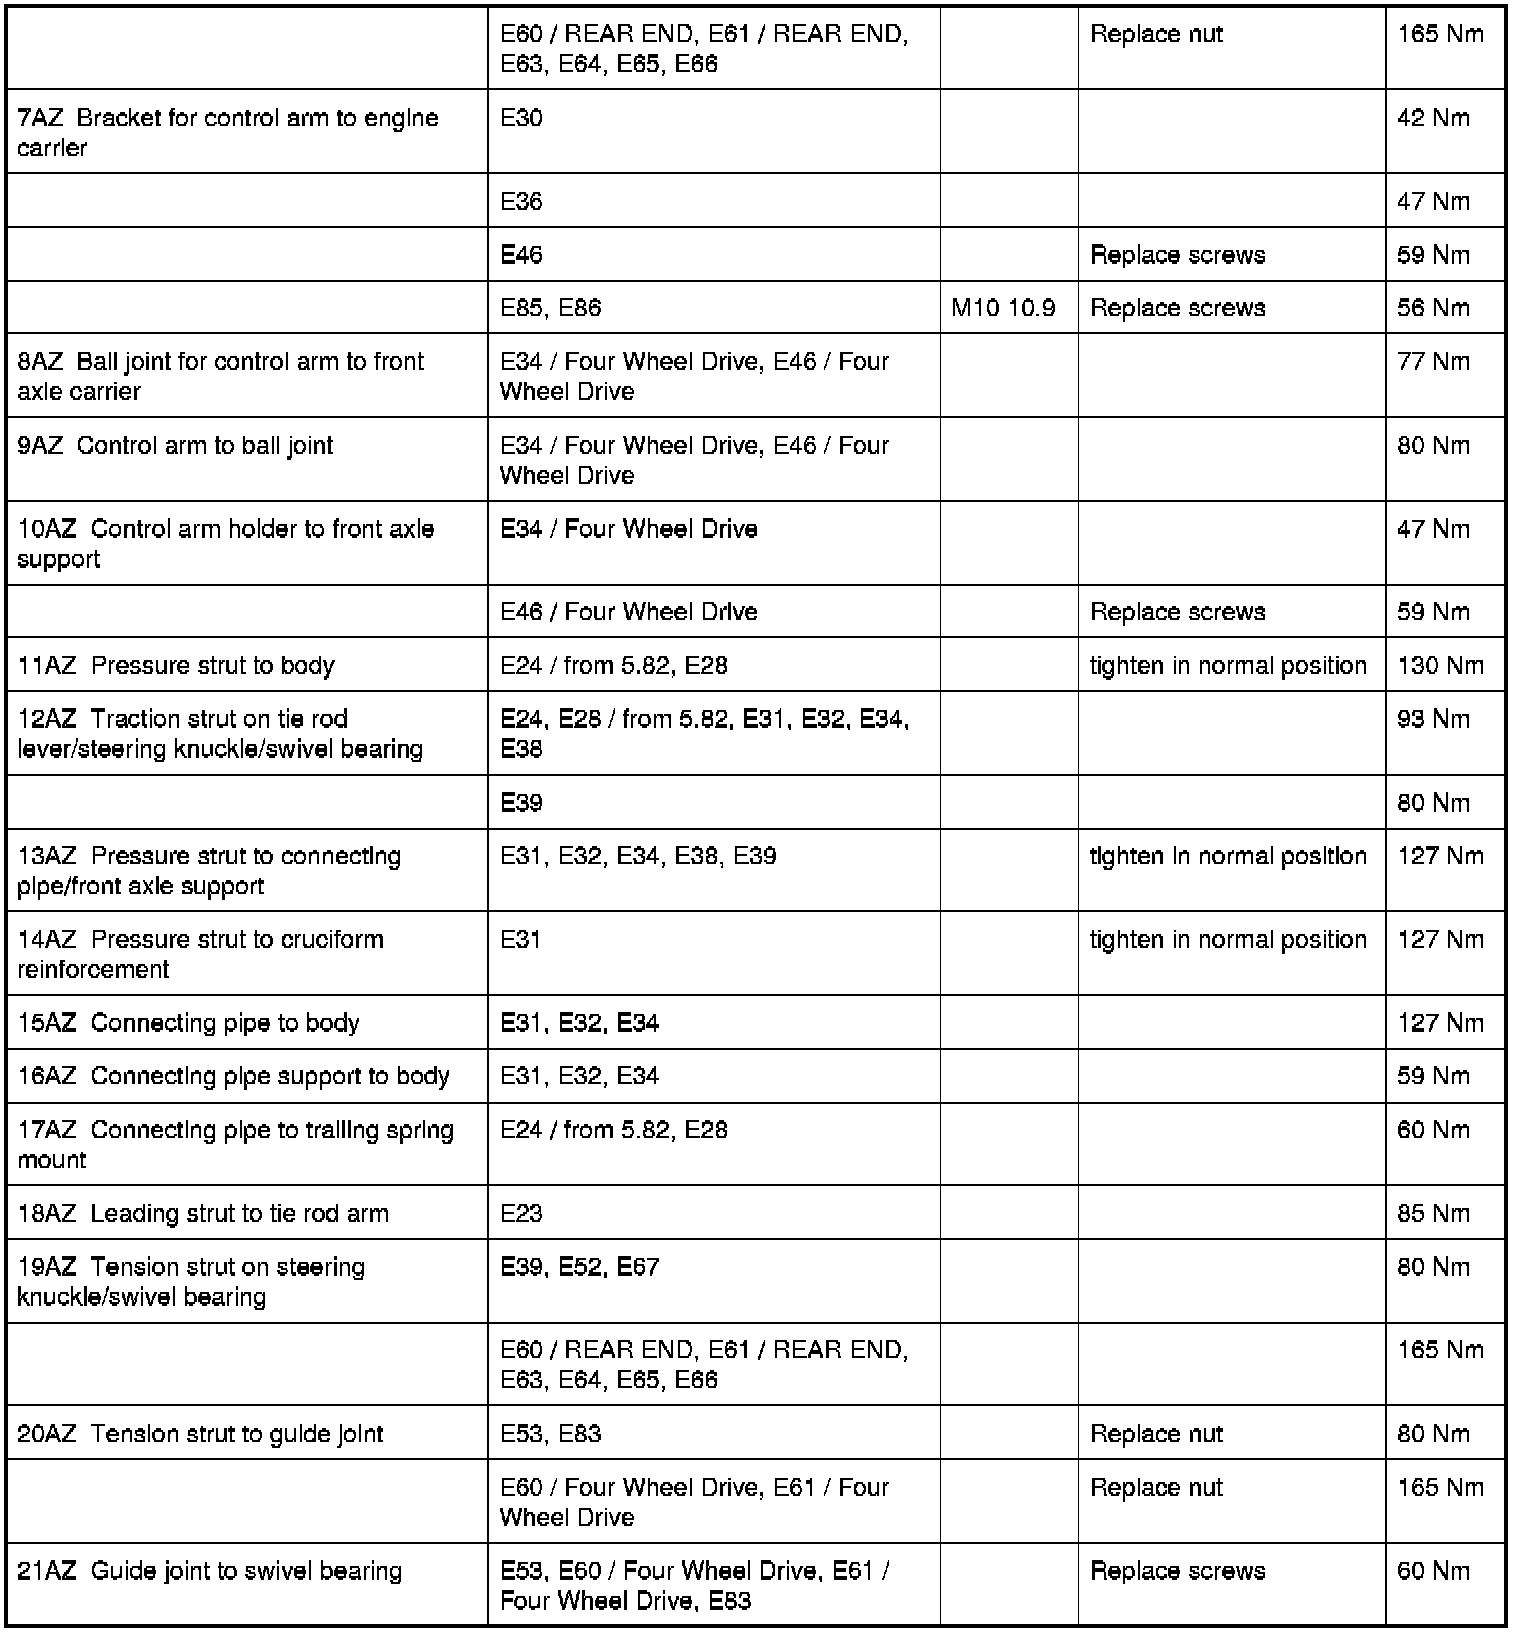 E60 / REAR END, E61 / REAR END, Replace nut 165 Nm
E63, E64, E65, E66
7AZ Bracket for control arm to engine E30 42 Nm
carrier
E36 47 Nm
E46 Replace screws 59 Nm
E85, E86 M10 10.9 Replace screws 56 Nm
8AZ Ball joint for control arm to front E34 / Four Wheel Drive, E46 / Four 77 Nm
axle carrier Wheel Drive
9AZ Control arm to ball joint E34 / Four Wheel Drive, E46 / Four 80 Nm
Wheel Drive
10AZ Control arm holder to front axle E34 / Four Wheel Drive 47 Nm
support
E46 / Four Wheel Drive Replace screws 59 Nm
11AZ Pressure strut to body E24 / from 5.82, E28 tighten in normal position 130 Nm
12AZ Traction strut on tie rod E24, E28 / from 5.82, E31, E32, E34, 93 Nm
lever/steering knuckle/swivel bearing E38
E39 80 Nm
13AZ Pressure strut to connecting E31, E32, E34, E38, E39 tighten in normal position 127 Nm
pipe/front axle support
14AZ Pressure strut to cruciform E31 tighten in normal position 127 Nm
reinforcement
15AZ Connecting pipe to body E31, E32, E34 127 Nm
16AZ Connecting pipe support to body E31, E32, E34 59 Nm
17AZ Connecting pipe to trailing spring E24 / from 5.82, E28 60 Nm
mount
18AZ Leading strut to tie rod arm E23 85 Nm
19AZ Tension strut on steering E39, E52, E67 80 Nm
knuckle/swivel bearing
E60 / REAR END, E61 / REAR END, 165 Nm
E63, E64, E65, E66
20AZ Tension strut to guide joint E53, E83 Replace nut 80 Nm
E60 / Four Wheel Drive, E61 / Four Replace nut 165 Nm
Wheel Drive
21AZ Guide joint to swivel bearing E53, E60 / Four Wheel Drive, E61 / Replace screws 60 Nm
Four Wheel Drive, E83